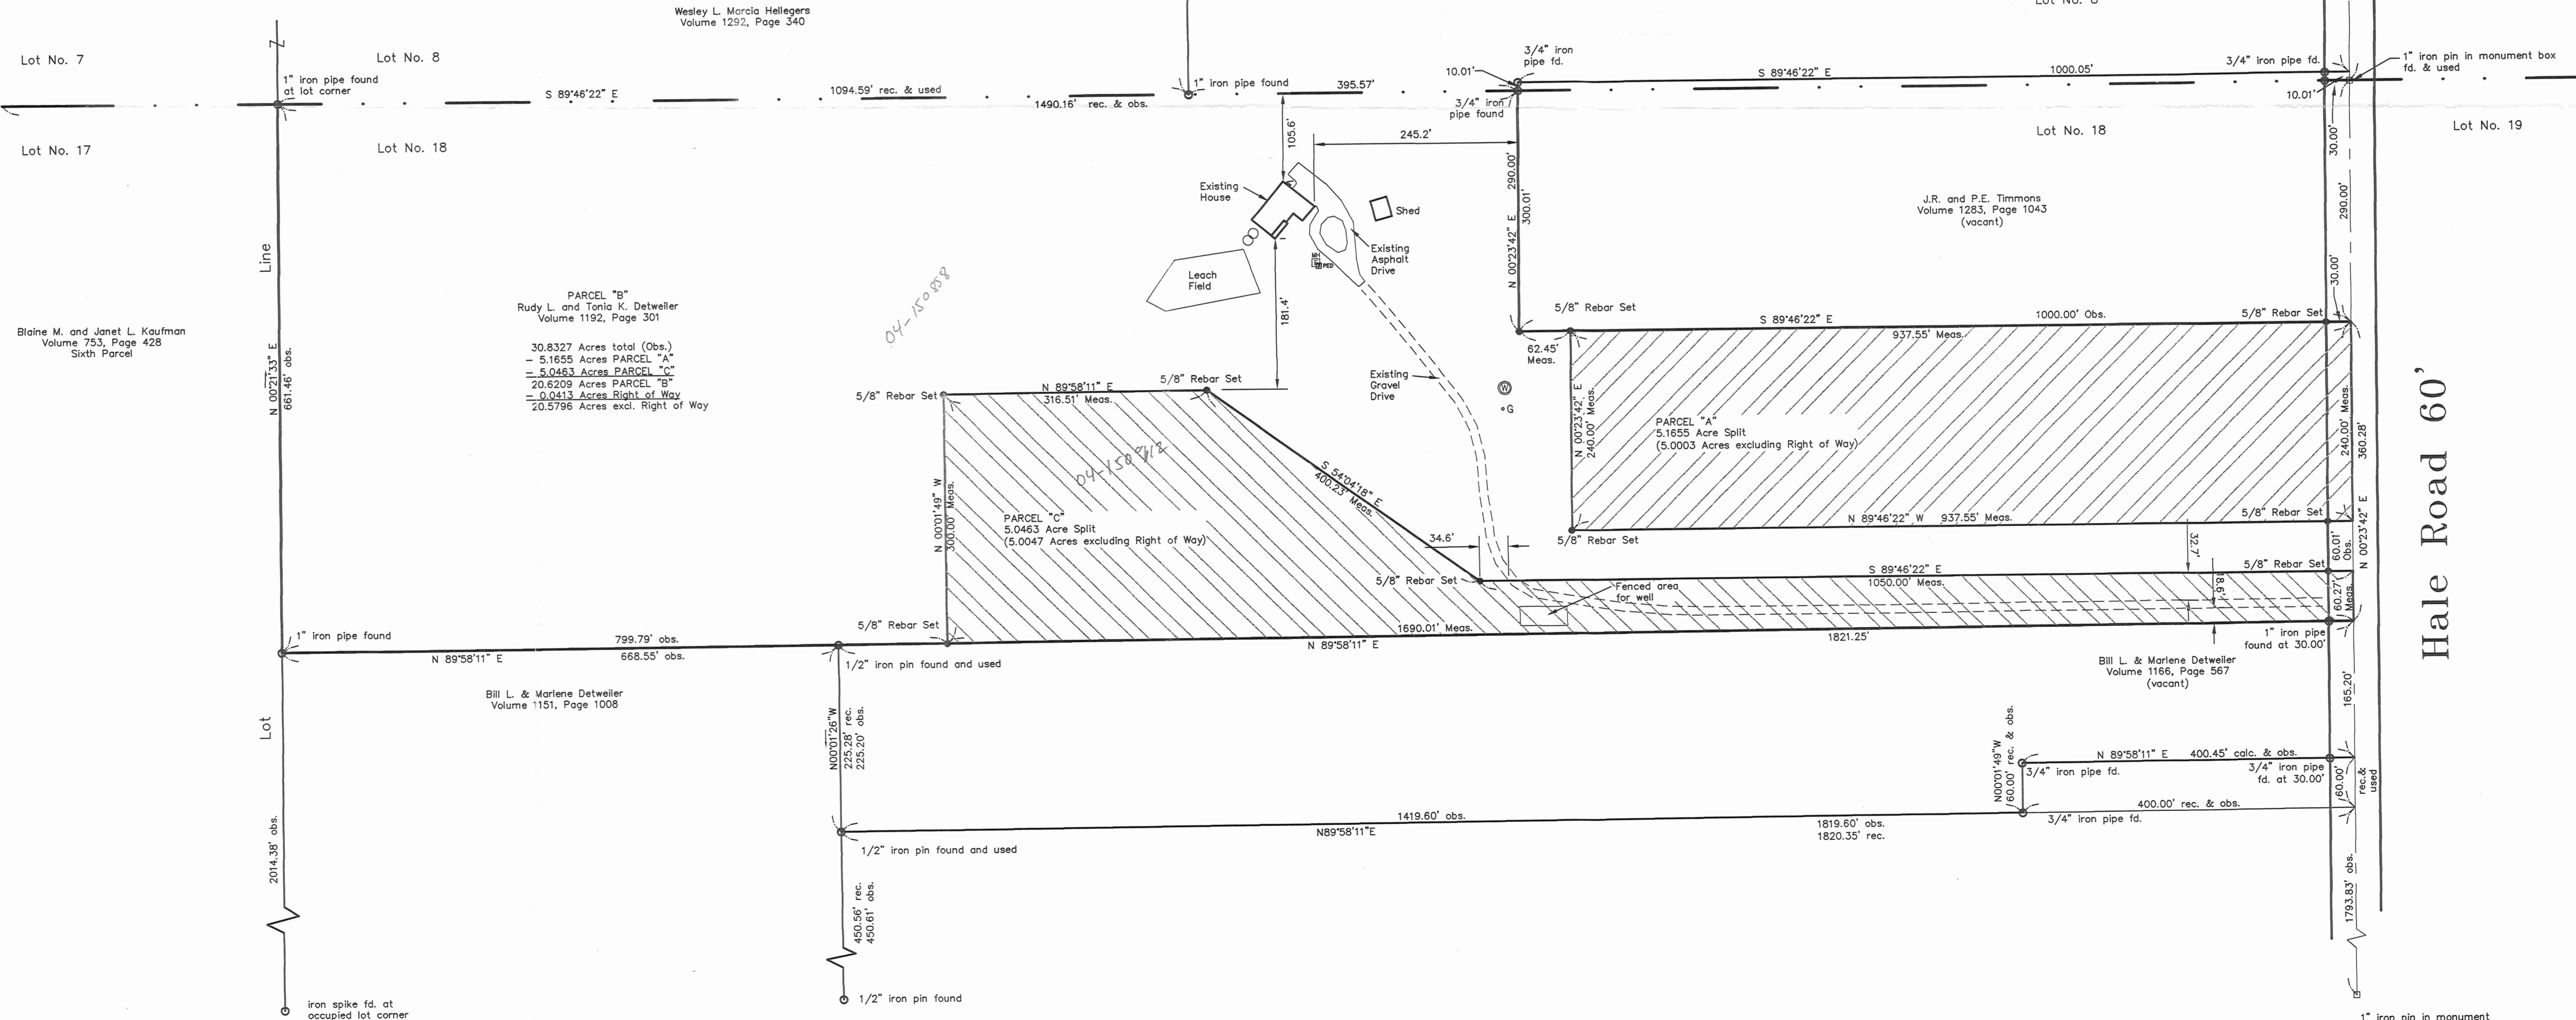 Wesley L. Marcia Hellegers
Volume 1292, Page 340
Lot No. 7
Lot No. 8
1" iron pipe found
at lot corner
S 89°46'22" E
1094.59' rec. & used
1490.16' rec. & obs.
1" iron pipe found
395.57'
10.01'
3/4" iron
pipe fd.
3/4" iron
pipe found
S 89°46'22" E
1000.05'
3/4" iron pipe fd.
1" iron pin in monument box
fd. & used
10.01'
Lot No. 17
Lot No. 18
Lot No. 18
Lot No. 19
105.6'
245.2'
N 00°23'42" E
290.00'
300.01'
30.00'
290.00'
30.00'
Existing
House
Shed
Existing
Asphalt
Drive
PED
Leach
Field
181.4'
J.R. and P.E. Timmons
Volume 1283, Page 1043
(vacant)
Line
N 00°21'33" E
661.46' obs.
Blaine M. and Janet L. Kaufman
Volume 753, Page 428
Sixth Parcel
PARCEL "B"
Rudy L. and Tonia K. Detweiler
Volume 1192, Page 301
30.8327 Acres total (Obs.)
- 5.1655 Acres PARCEL "A"
- 5.0463 Acres PARCEL "C"
20.6209 Acres PARCEL "B"
- 0.0413 Acres Right of Way
20.5796 Acres excl. Right of Way
04-150858
5/8" Rebar Set
S 89°46'22" E
1000.00' Obs.
5/8" Rebar Set
62.45'
Meas.
937.55' Meas.
5/8" Rebar Set
N 89°58'11" E
316.51' Meas.
5/8" Rebar Set
Existing
Gravel
Drive
W
G
N 00°23'42" E
240.00' Meas.
PARCEL "A"
5.1655 Acre Split
(5.0003 Acres excluding Right of Way)
240.00' Meas.
360.28'
N 00°23'42" E
Hale Road 60'
S 54°04'18" E
400.23' Meas.
N 00°01'49" W
300.00' Meas.
PARCEL "C"
5.0463 Acre Split
(5.0047 Acres excluding Right of Way)
34.6'
5/8" Rebar Set
N 89°46'22" W 937.55' Meas.
5/8" Rebar Set
32.7'
60.01'
Obs.
5/8" Rebar Set
S 89°46'22" E
1050.00' Meas.
5/8" Rebar Set
Fenced area
for well
18.6'
60.27'
Meas.
5/8" Rebar Set
1690.01' Meas.
N 89°58'11" E
1821.25'
1" iron pipe
found at 30.00'
1" iron pipe found
799.79' obs.
N 89°58'11" E
668.55' obs.
1/2" iron pin found and used
Bill L. & Marlene Detweiler
Volume 1151, Page 1008
Bill L. & Marlene Detweiler
Volume 1166, Page 567
(vacant)
165.20'
Lot
N00°01'26"W
225.28' rec.
225.20' obs.
N00°01'49"W
60.00' rec. & obs.
N 89°58'11" E 400.45' calc. & obs.
3/4" iron pipe fd.
3/4" iron pipe
fd. at 30.00'
60.00'
rec.&
used
400.00' rec. & obs.
3/4" iron pipe fd.
1419.60' obs.
N89°58'11"E
1819.60' obs.
1820.35' rec.
1/2" iron pin found and used
2014.38' obs.
450.56' rec.
450.61' obs.
1793.83' obs.
1/2" iron pin found
iron spike fd. at
occupied lot corner
1" iron pin in monument